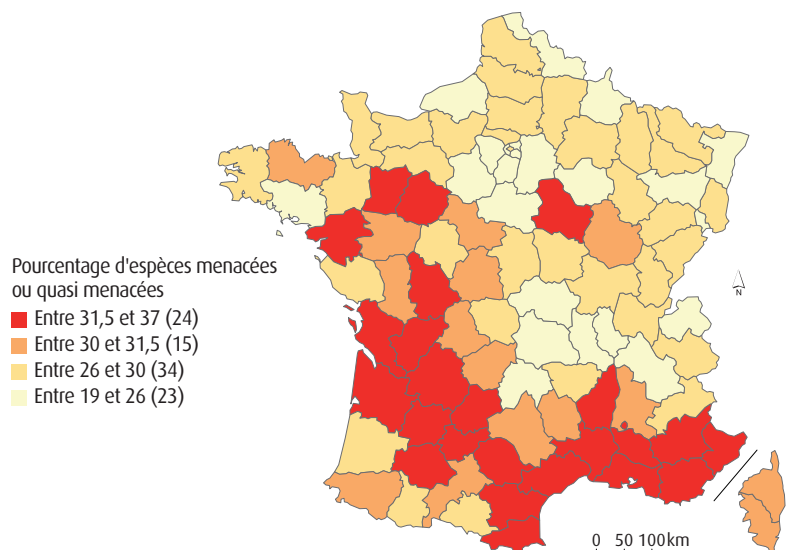 Pourcentage d'espèces menacées
ou quasi menacées
Entre 31,5 et 37 (24)
Entre 30 et 31,5 (15)
Entre 26 et 30 (34)
Entre 19 et 26 (23)
N
0 50 100km